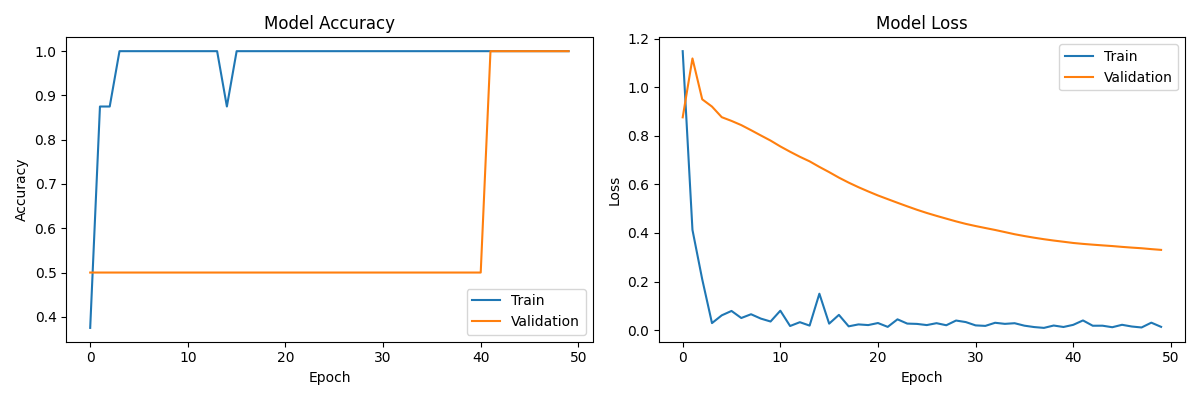 Model Accuracy
Accuracy
1.0
0.9
0.8
0.7
0.6
0.5
0.4
0 10 20 30 40 50
Epoch
Train
Validation
Model Loss
Loss
1.2
1.0
0.8
0.6
0.4
0.2
0.0
0 10 20 30 40 50
Epoch
Train
Validation